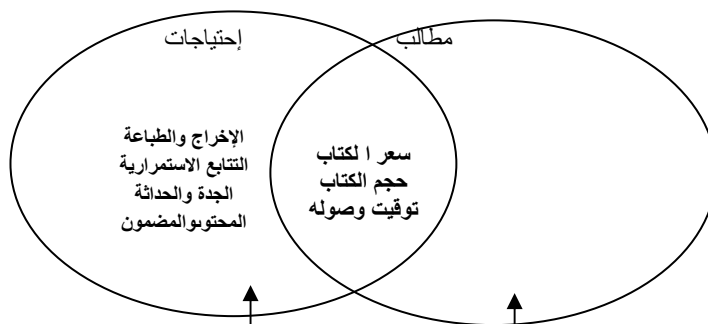 إحتياجات
مطالب
الإخراج والطباعة
التتابع الاستمرارية
الجدة والحداثة
المحتوىوالمضمون
سعر ا لكتاب
حجم الكتاب
توقيت وصوله